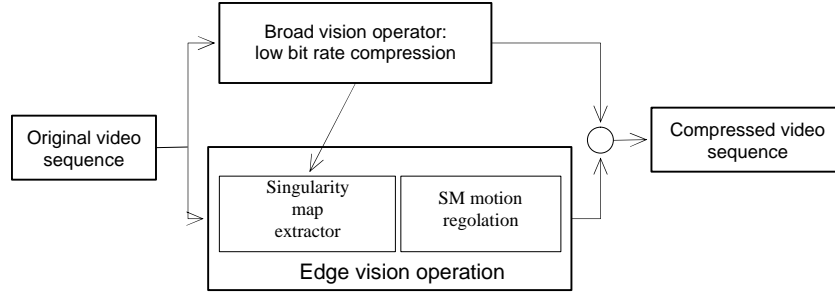 Broad vision operator:
low bit rate compression
Original video
sequence
Compressed video
sequence
Singularity
map
extractor
SM motion
regolation
Edge vision operation